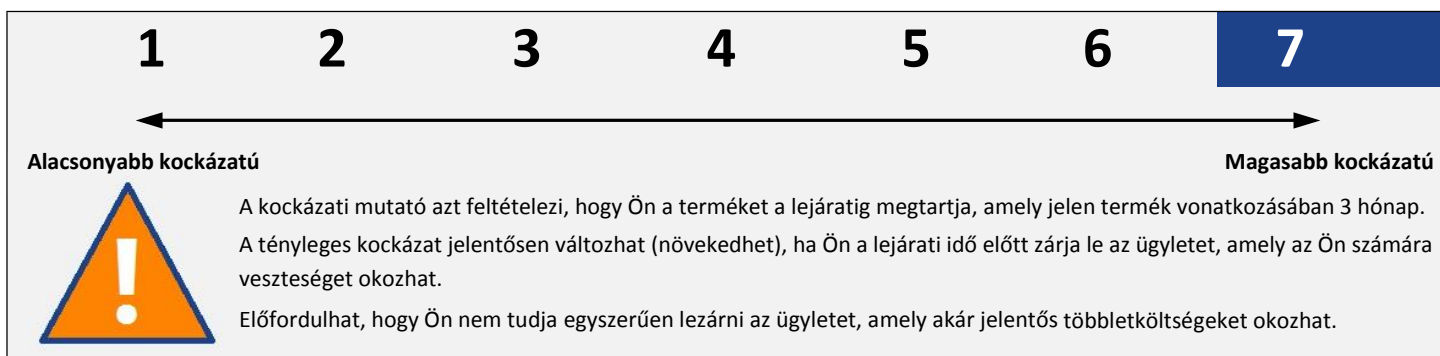 1 2 3 4 5 6 7
Alacsonyabb kockázatú Magasabb kockázatú
A kockázati mutató azt feltételezi, hogy Ön a terméket a lejáratig megtartja, amely jelen termék vonatkozásában 3 hónap.
A tényleges kockázat jelentősen változhat (növekedhet), ha Ön a lejárati idő előtt zárja le az ügyletet, amely az Ön számára
veszteséget okozhat.
Előfordulhat, hogy Ön nem tudja egyszerűen lezárni az ügyletet, amely akár jelentős többletköltségeket okozhat.